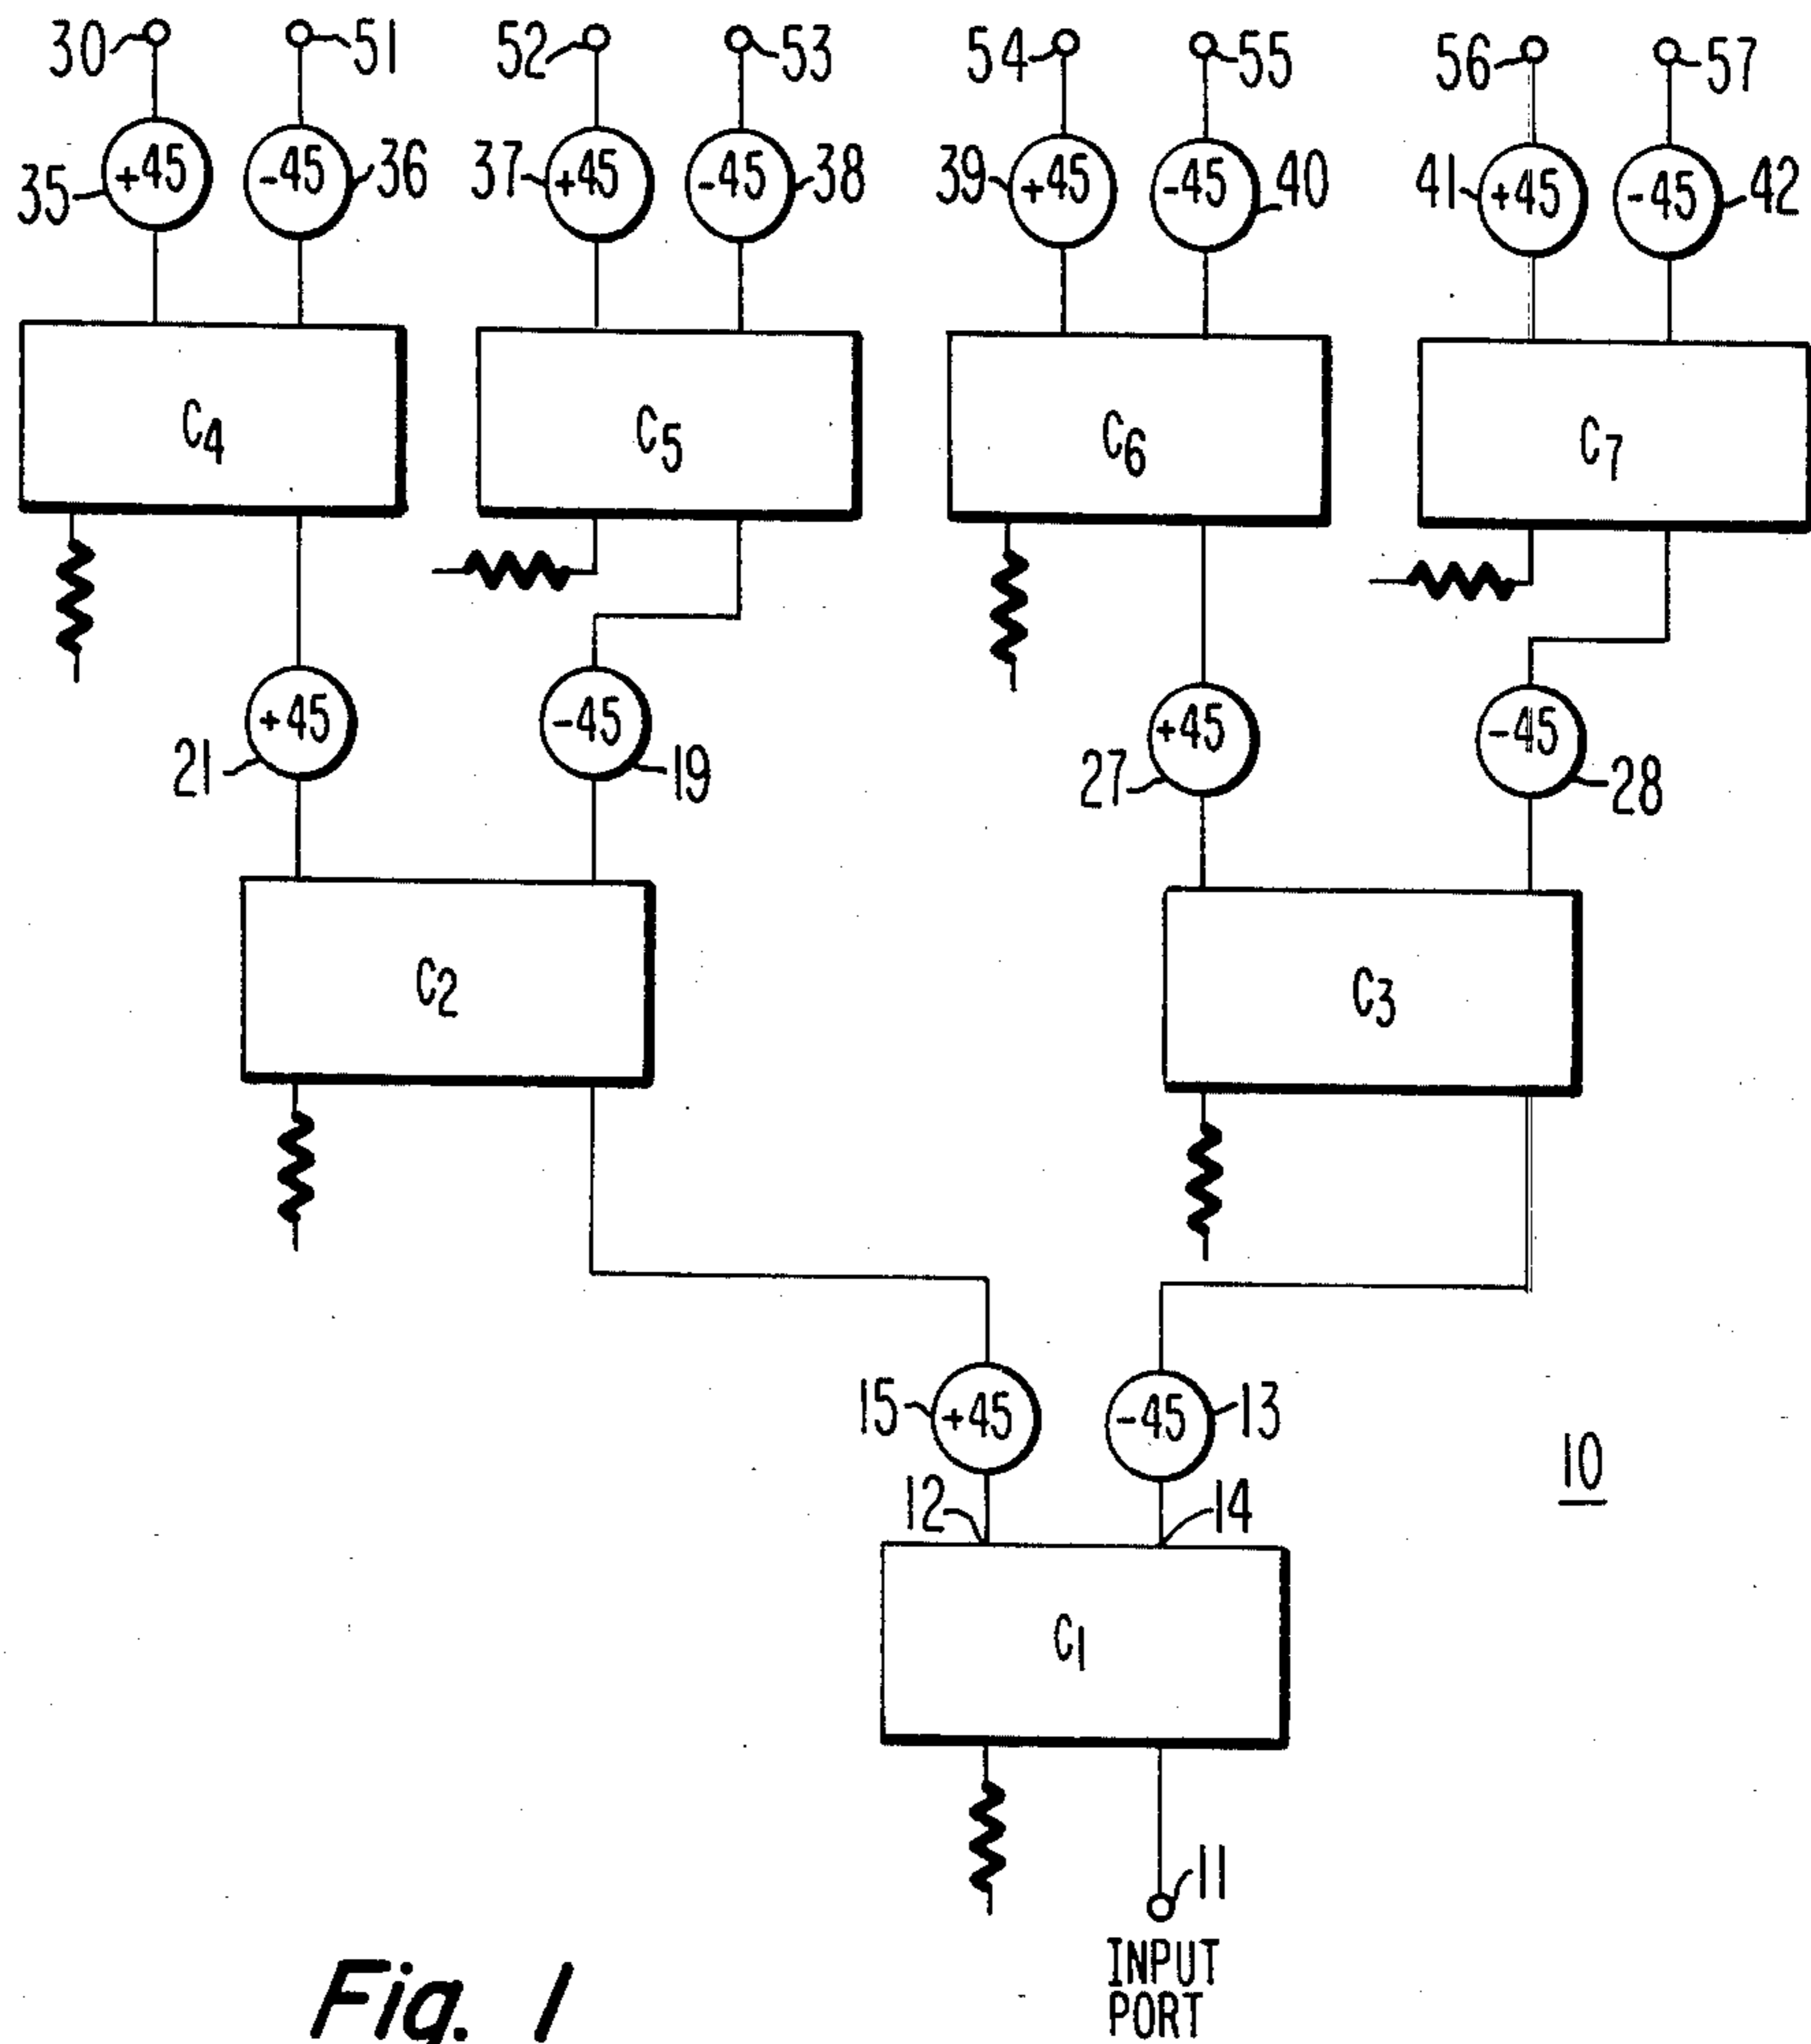 30 51 52 53 54 55 56 57
35 +45 -45 36 37 +45 -45 38 39 +45 -45 40 41 +45 -45 42
C4 C5 C6 C7
+45 -45 +45 -45
21 19 27 28
C2 C3
15 +45 -45 13
10
12 14
C1
11
INPUT
PORT
Fig. 1